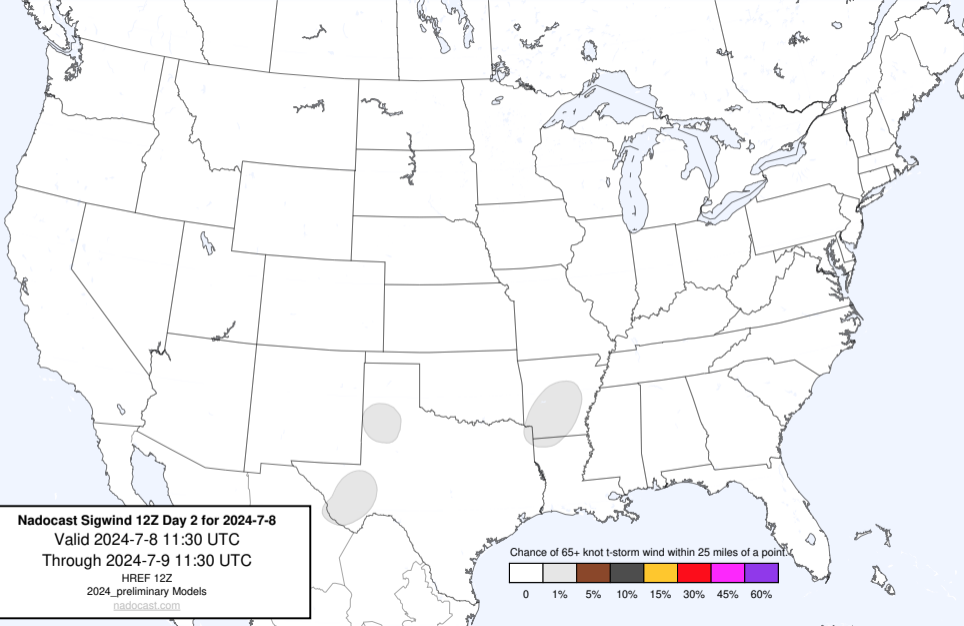 Nadocast Sigwind 12Z Day 2 for 2024-7-8
Valid 2024-7-8 11:30 UTC
Through 2024-7-9 11:30 UTC
HREF 12Z
2024_preliminary Models
nadocast.com
Chance of 65+ knot t-storm wind within 25 miles of a point.
0 1% 5% 10% 15% 30% 45% 60%